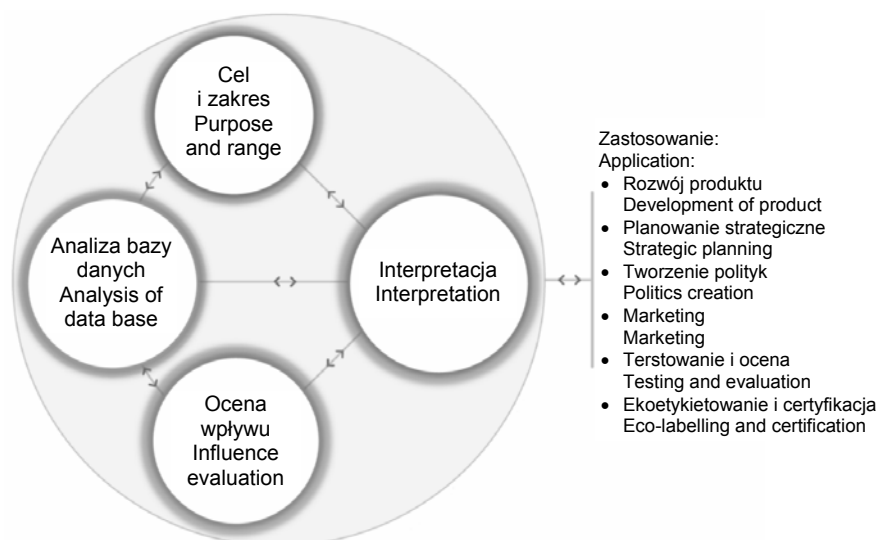 Cel
i zakres
Purpose
and range
Analiza bazy
danych
Analysis of
data base
Interpretacja
Interpretation
Ocena
wpływu
Influence
evaluation
Zastosowanie:
Application:
• Rozwój produktu
Development of product
• Planowanie strategiczne
Strategic planning
• Tworzenie polityk
Politics creation
• Marketing
Marketing
• Terstowanie i ocena
Testing and evaluation
• Ekoetykietowanie i certyfikacja
Eco-labelling and certification